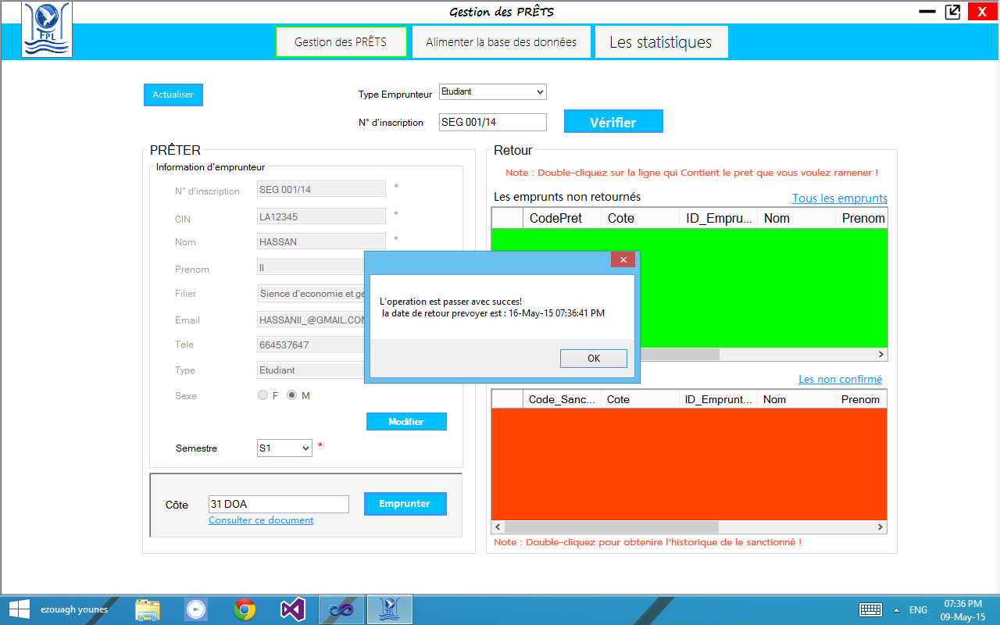 Gestion des PRÊTS
X
FPL
Gestion des PRÊTS
Alimenter la base des données
Les statistiques
Actualiser
Type Emprunteur
Etudiant
N° d'inscription
SEG 001/14
Vérifier
PRÊTER
Information d'emprunteur
N° d'inscription
SEG 001/14
*
CIN
LA12345
*
Nom
HASSAN
*
Prenom
II
Filier
Sience d'economie et ge
Email
HASSANII_@GMAIL.COM
Tele
664537647
Type
Etudiant
Sexe
F
M
Modifier
Semestre
S1
*
Côte
31 DOA
Emprunter
Consulter ce document
Retour
Note : Double-cliquez sur la ligne qui Contient le pret que vous voulez ramener !
Les emprunts non retournés
Tous les emprunts
CodePret Cote ID_Empru... Nom Prenom
L'operation est passer avec succes!
la date de retour prevoyer est : 16-May-15 07:36:41 PM
OK
Les non confirmé
Code_Sanc... Cote ID_Emprunt... Nom Prenom
Note : Double-cliquez pour obtenire l'historique de le sanctionné !
ezouagh younes
FPL
ENG
07:36 PM
09-May-15